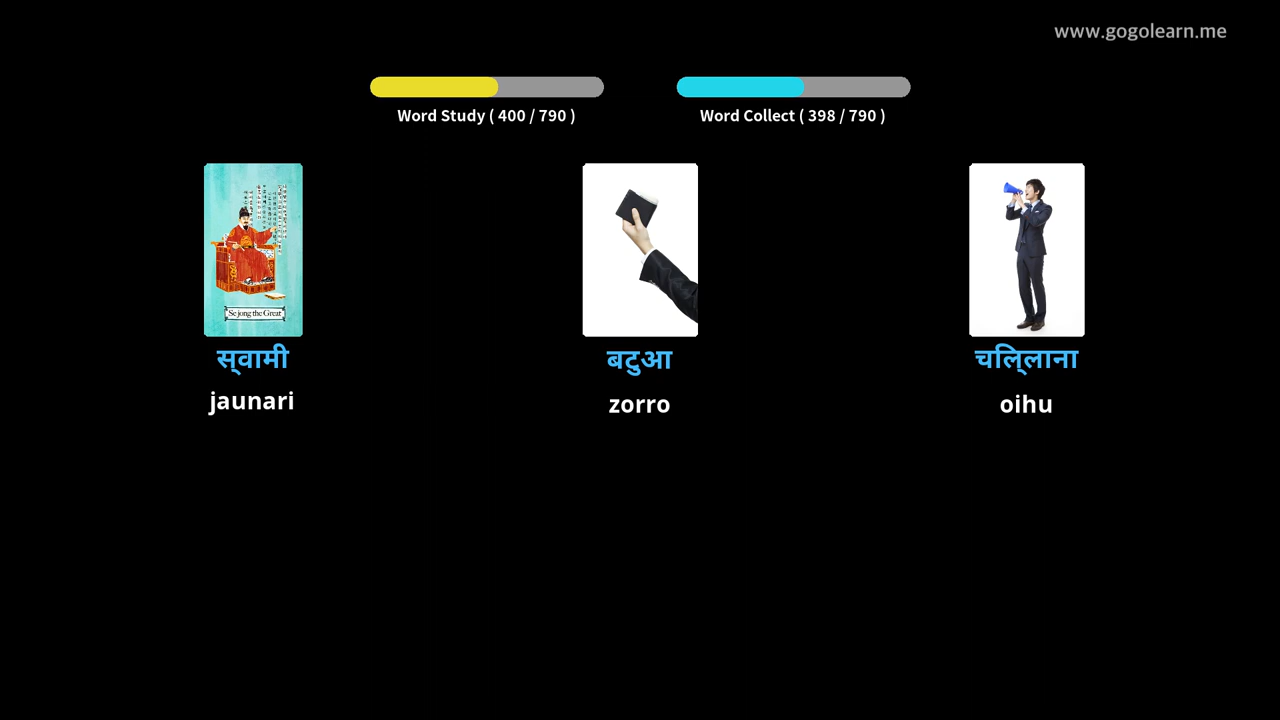 www.gogolearn.me
Word Study ( 400 / 790 )
Word Collect ( 398 / 790 )
Se jong the Great
स्‌वामी
बटुआ
चलि्‌लाना
jaunari
zorro
oihu